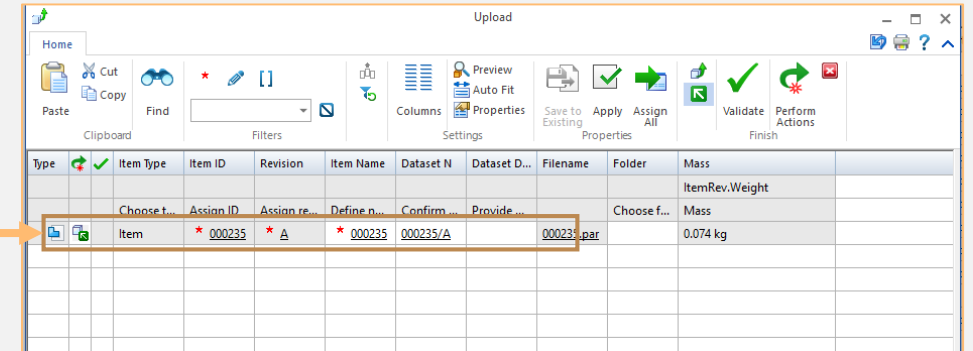 Upload
Home
Paste
Cut
Copy
Clipboard
Find
* []
Filters
Columns
Preview
Auto Fit
Properties
Settings
Save to Existing
Apply
Assign All
Properties
Validate
Perform Actions
Finish
?
Type Item Type Item ID Revision Item Name Dataset N Dataset D... Filename Folder Mass
ItemRev.Weight
Choose t... Assign ID Assign re... Define n... Confirm ... Provide ... Choose f... Mass
Item * 000235 * A * 000235 000235/A 000235.par 0.074 kg